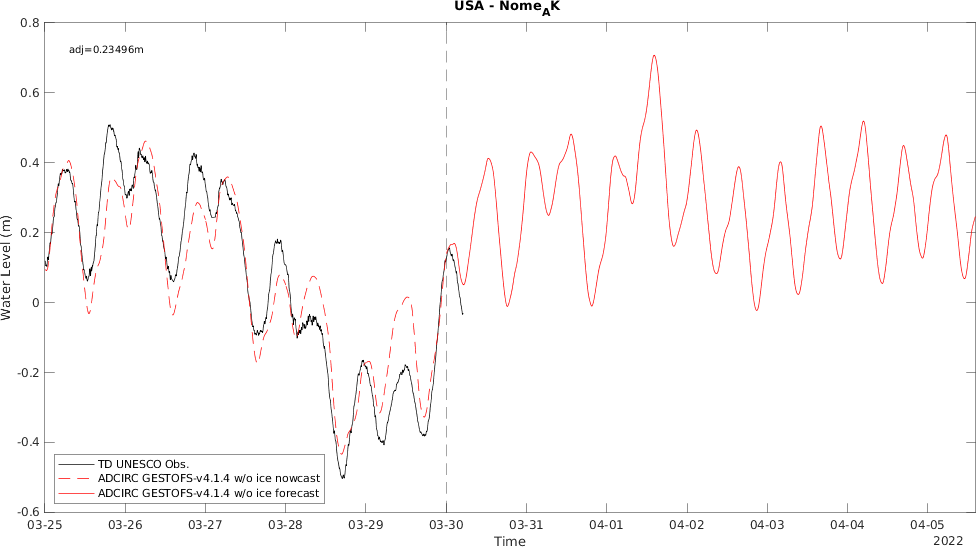 USA - Nome_AK
adj=0.23496m
0.8
0.6
0.4
0.2
0
-0.2
-0.4
-0.6
Water Level (m)
TD UNESCO Obs.
ADCIRC GESTOFS-v4.1.4 w/o ice nowcast
ADCIRC GESTOFS-v4.1.4 w/o ice forecast
03-25 03-26 03-27 03-28 03-29 03-30 03-31 04-01 04-02 04-03 04-04 04-05
Time
2022